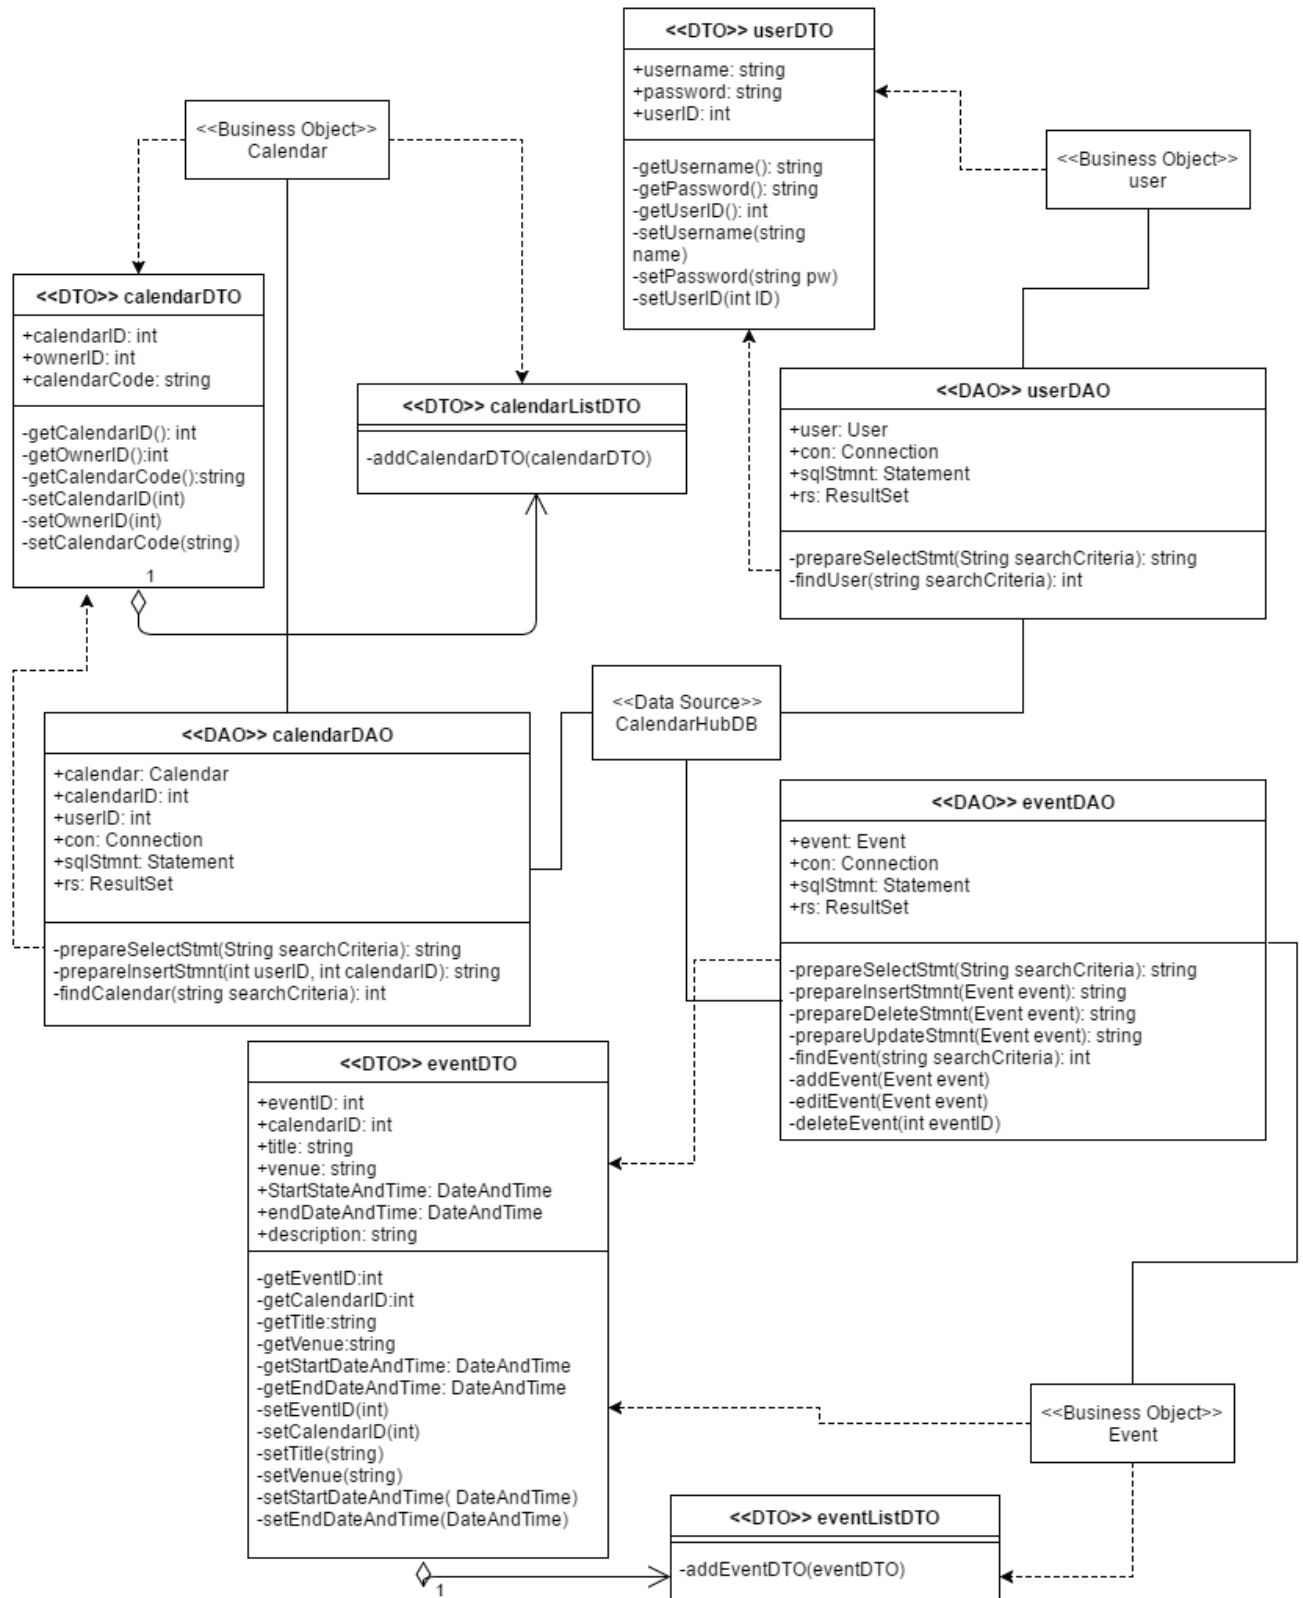 <<DTO>> userDTO
+username: string
+password: string
+userID: int
-getUsername(): string
-getPassword(): string
-getUserID(): int
-setUsername(string
name)
-setPassword(string pw)
-setUserID(int ID)
<<Business Object>>
Calendar
<<Business Object>>
user
<<DTO>> calendarDTO
+calendarID: int
+ownerID: int
+calendarCode: string
-getCalendarID(): int
-getOwnerID():int
-getCalendarCode():string
-setCalendarID(int)
-setOwnerID(int)
-setCalendarCode(string)
1
<<DTO>> calendarListDTO
-addCalendarDTO(calendarDTO)
<<DAO>> userDAO
+user: User
+con: Connection
+sqlStmnt: Statement
+rs: ResultSet
-prepareSelectStmt(String searchCriteria): string
-findUser(string searchCriteria): int
<<Data Source>>
CalendarHubDB
<<DAO>> calendarDAO
+calendar: Calendar
+calendarID: int
+userID: int
+con: Connection
+sqlStmnt: Statement
+rs: ResultSet
-prepareSelectStmt(String searchCriteria): string
-prepareInsertStmnt(int userID, int calendarID): string
-findCalendar(string searchCriteria): int
<<DAO>> eventDAO
+event: Event
+con: Connection
+sqlStmnt: Statement
+rs: ResultSet
-prepareSelectStmt(String searchCriteria): string
-prepareInsertStmnt(Event event): string
-prepareDeleteStmnt(Event event): string
-prepareUpdateStmnt(Event event): string
-findEvent(string searchCriteria): int
-addEvent(Event event)
-editEvent(Event event)
-deleteEvent(int eventID)
<<DTO>> eventDTO
+eventID: int
+calendarID: int
+title: string
+venue: string
+StartStateAndTime: DateAndTime
+endDateAndTime: DateAndTime
+description: string
-getEventID:int
-getCalendarID:int
-getTitle:string
-getVenue:string
-getStartDateAndTime: DateAndTime
-getEndDateAndTime: DateAndTime
-setEventID(int)
-setCalendarID(int)
-setTitle(string)
-setVenue(string)
-setStartDateAndTime( DateAndTime)
-setEndDateAndTime(DateAndTime)
1
<<Business Object>>
Event
<<DTO>> eventListDTO
-addEventDTO(eventDTO)